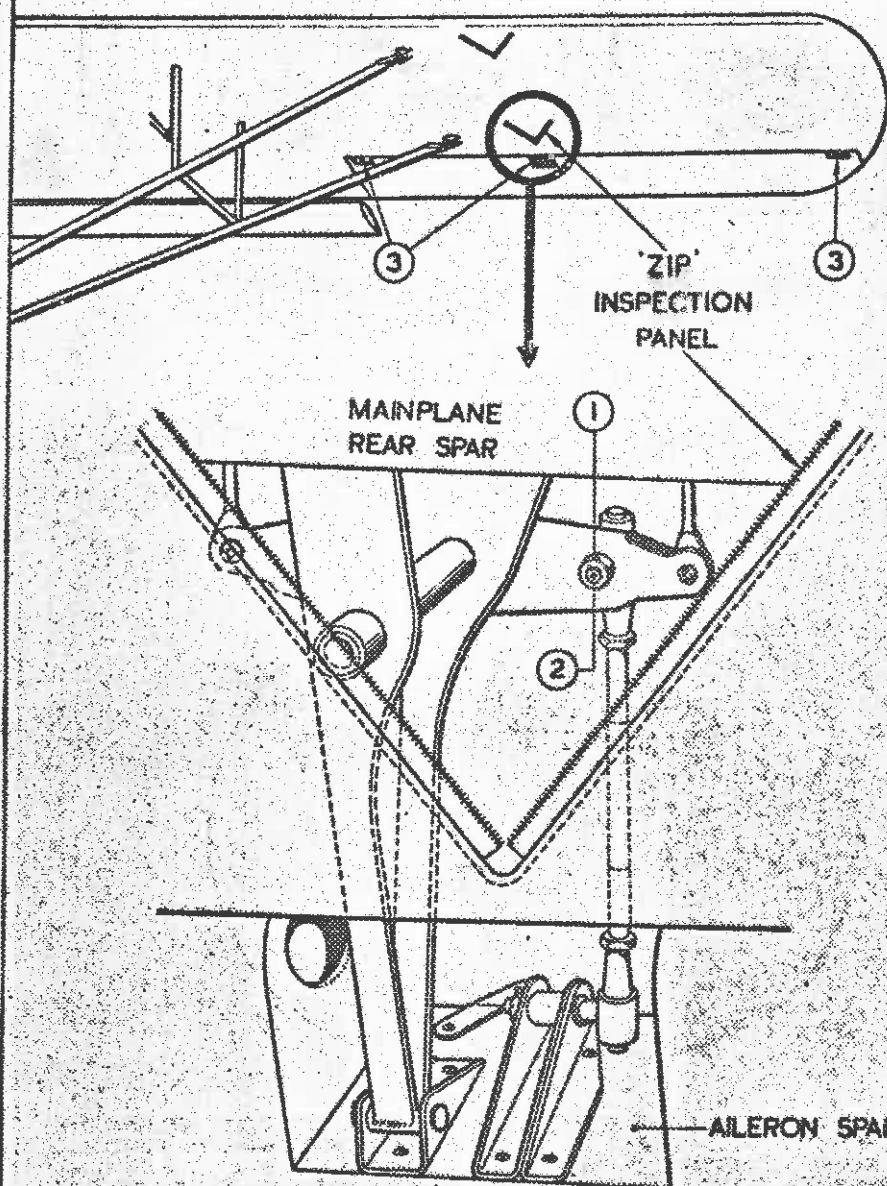 3
'ZIP'
INSPECTION
PANEL
3
MAINPLANE
REAR SPAR
1
2
AILERON SPAR